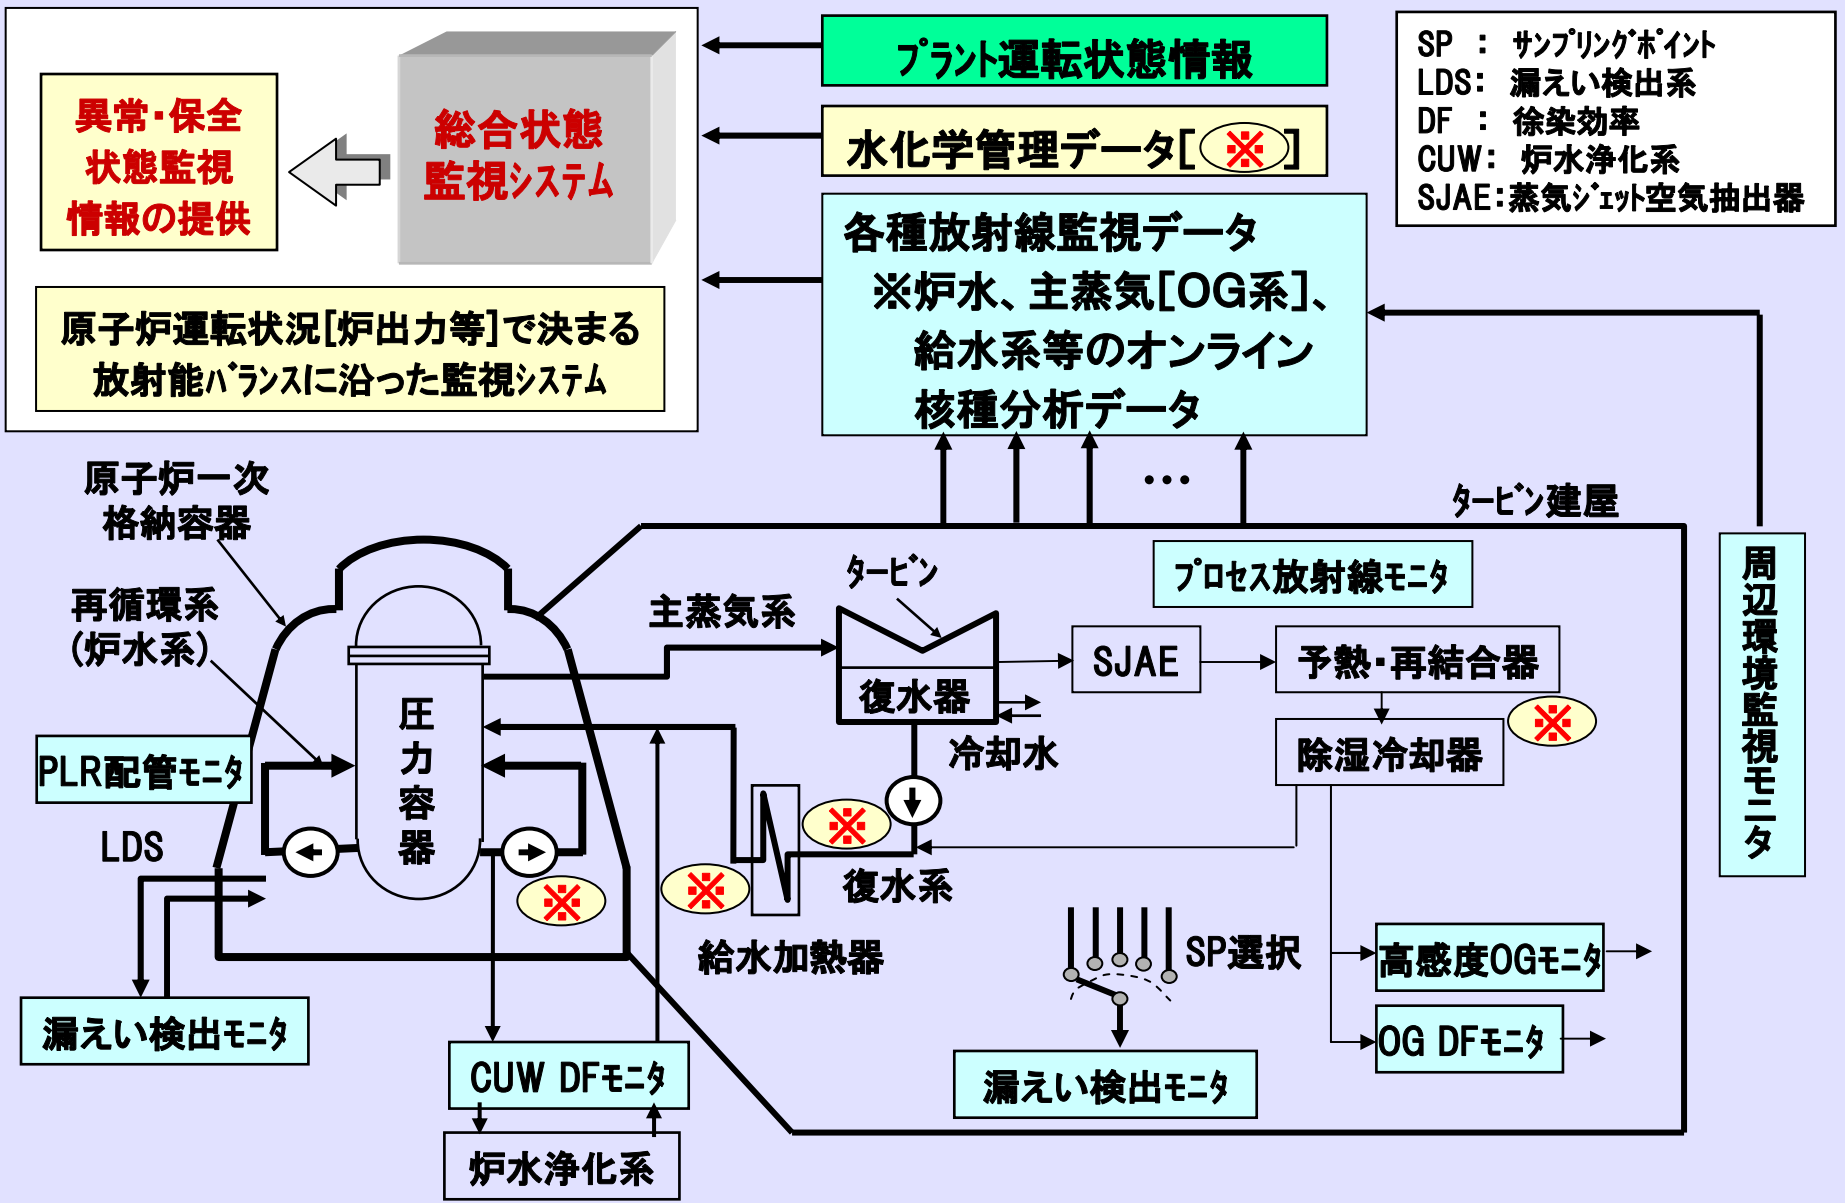 異常・保全
状態監視
情報の提供
総合状態
監視システム
原子炉運転状況[炉出力等]で決まる
放射能バランスに沿った監視システム
プラント運転状態情報
水化学管理データ[※]
各種放射線監視データ
※炉水、主蒸気[OG系]、
給水系等のオンライン
核種分析データ
SP : サンプリングポイント
LDS: 漏えい検出系
DF : 徐染効率
CUW: 炉水浄化系
SJAE:蒸気ジェット空気抽出器
原子炉一次
格納容器
再循環系
(炉水系)
PLR配管モニタ
LDS
漏えい検出モニタ
圧力容器
※
CUW DFモニタ
炉水浄化系
主蒸気系
タービン
復水器
冷却水
※
※
復水系
給水加熱器
…
タービン建屋
プロセス放射線モニタ
SJAE
予熱・再結合器
除湿冷却器
※
SP選択
漏えい検出モニタ
高感度OGモニタ
OG DFモニタ
周辺環境監視モニタ